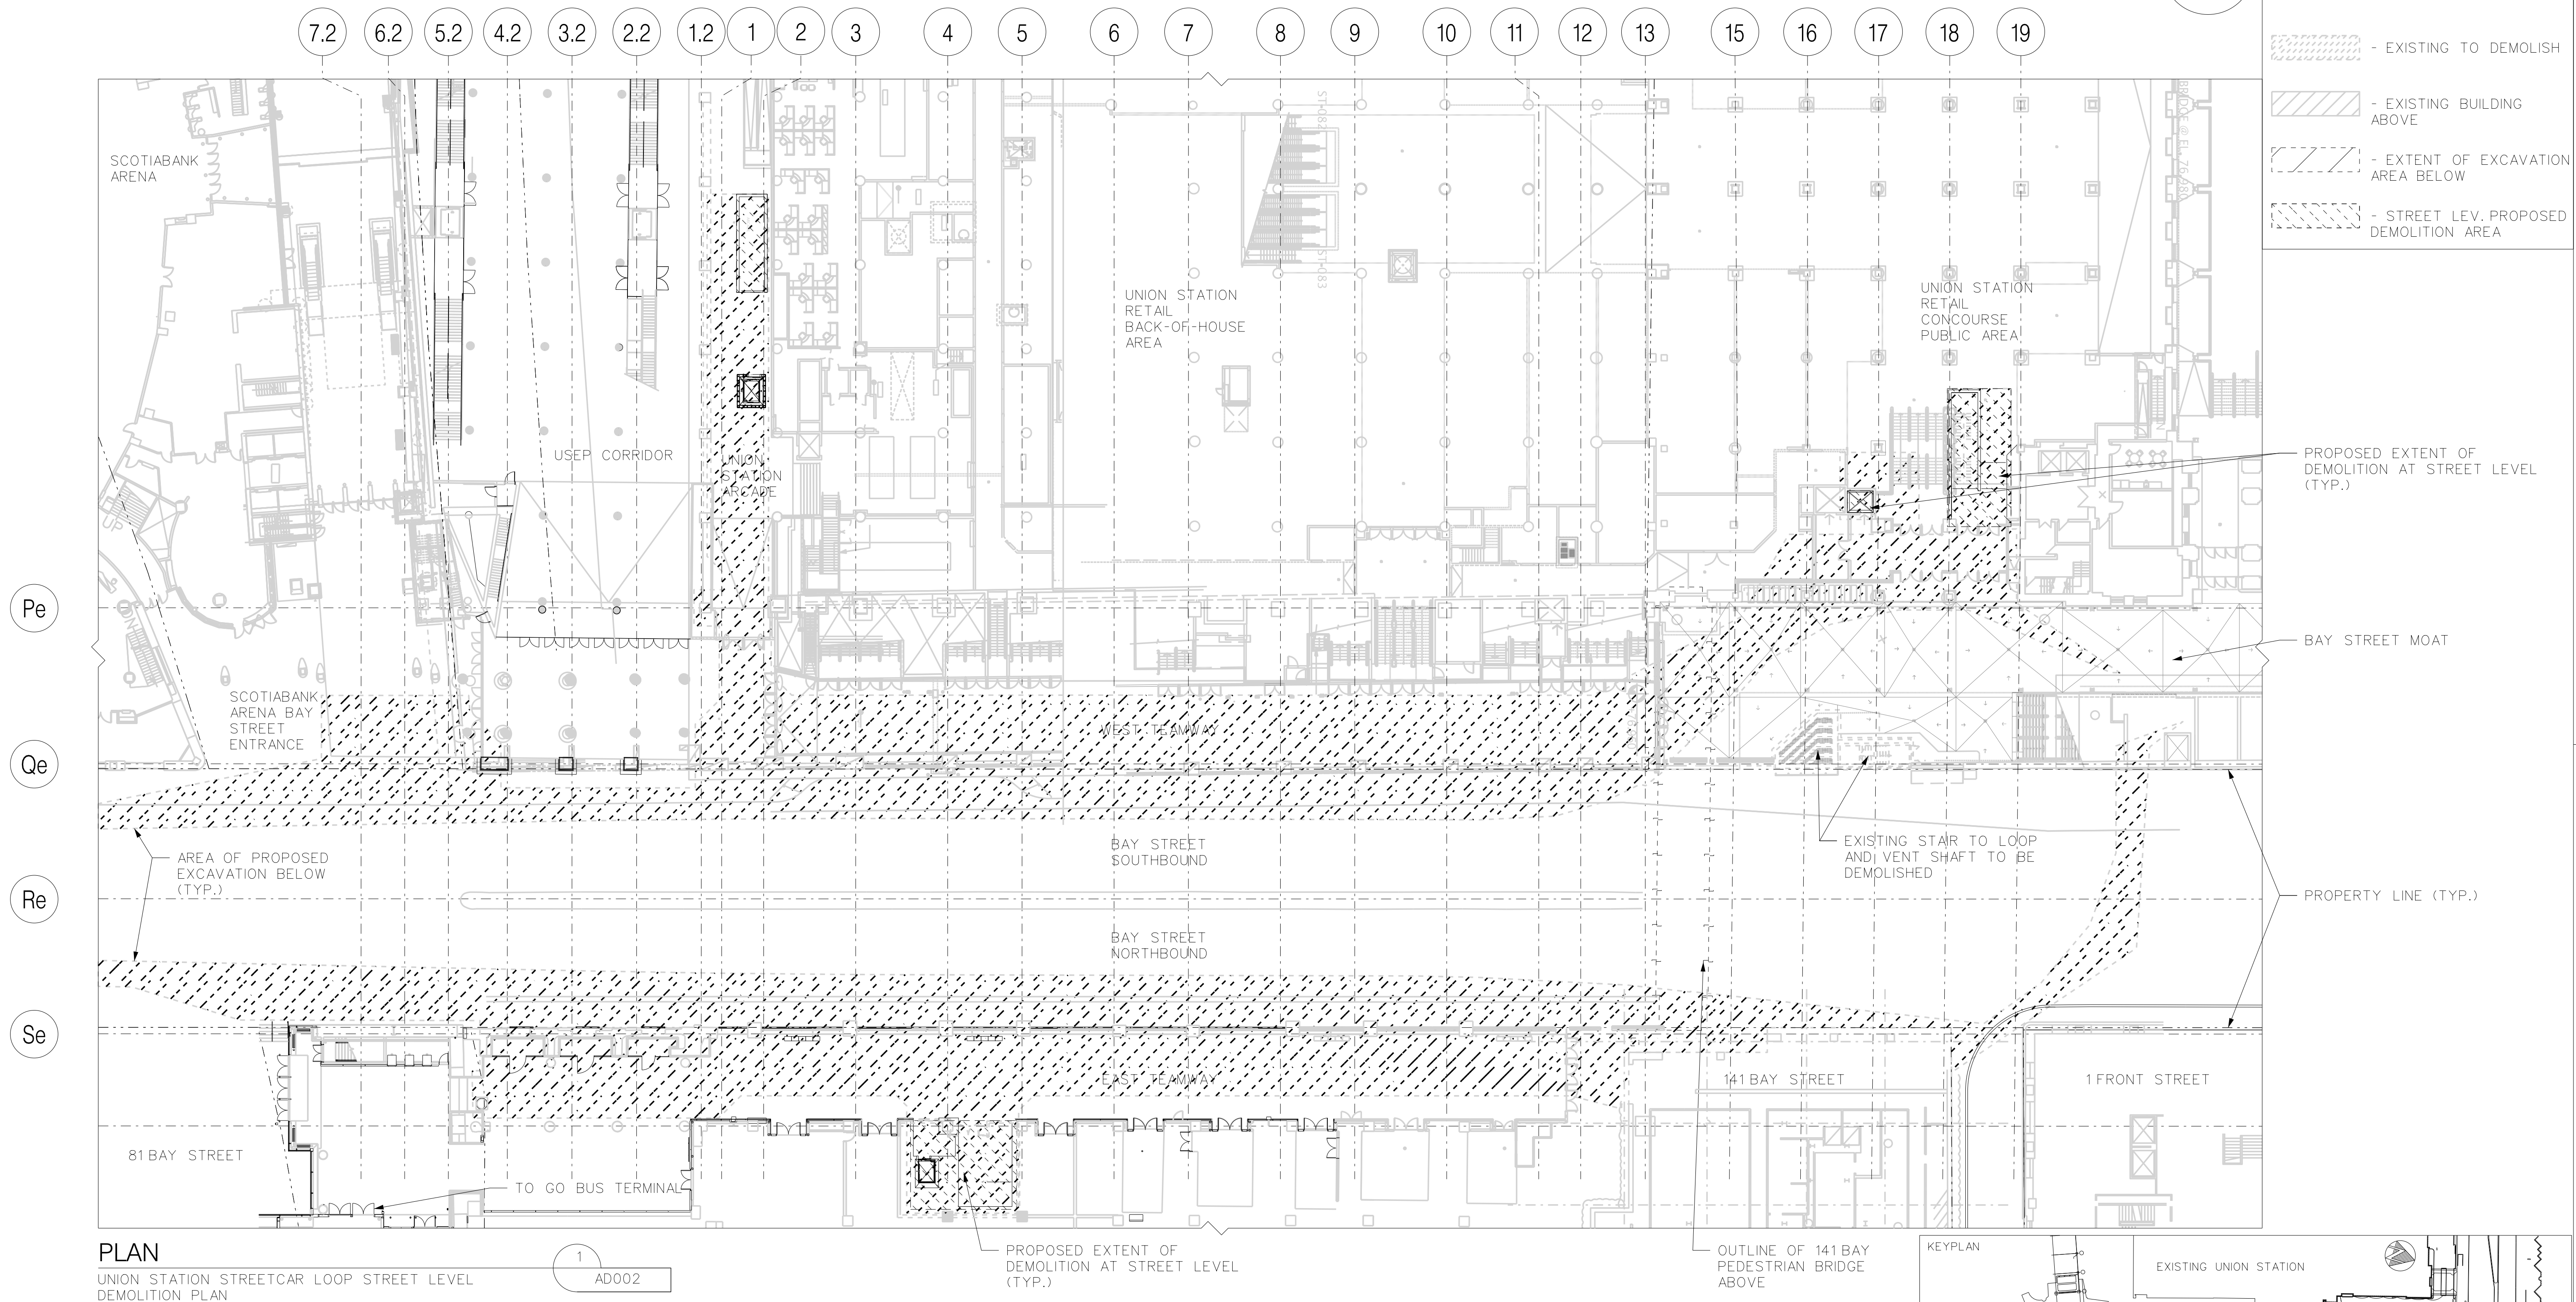 7.2 6.2 5.2 4.2 3.2 2.2 1.2 1 2 3 4 5 6 7 8 9 10 11 12 13 15 16 17 18 19
- EXISTING TO DEMOLISH
- EXISTING BUILDING
ABOVE
- EXTENT OF EXCAVATION
AREA BELOW
- STREET LEV. PROPOSED
DEMOLITION AREA
SCOTIABANK
ARENA
ST-083
UNION STATION
RETAIL
BACK-OF-HOUSE
AREA
UNION STATION
RETAIL
CONCOURSE
PUBLIC AREA
USEP CORRIDOR
UNION
STATION
ARCADE
PROPOSED EXTENT OF
DEMOLITION AT STREET LEVEL
(TYP.)
Pe
BAY STREET MOAT
SCOTIABANK
ARENA BAY
STREET
ENTRANCE
WEST TEAMWAY
Qe
BAY STREET
SOUTHBOUND
EXISTING STAIR TO LOOP
AND VENT SHAFT TO BE
DEMOLISHED
AREA OF PROPOSED
EXCAVATION BELOW
(TYP.)
Re
PROPERTY LINE (TYP.)
BAY STREET
NORTHBOUND
Se
EAST TEAMWAY
141 BAY STREET
1 FRONT STREET
81 BAY STREET
TO GO BUS TERMINAL
PLAN
UNION STATION STREETCAR LOOP STREET LEVEL
DEMOLITION PLAN
1
AD002
PROPOSED EXTENT OF
DEMOLITION AT STREET LEVEL
(TYP.)
OUTLINE OF 141 BAY
PEDESTRIAN BRIDGE
ABOVE
KEYPLAN
EXISTING UNION STATION